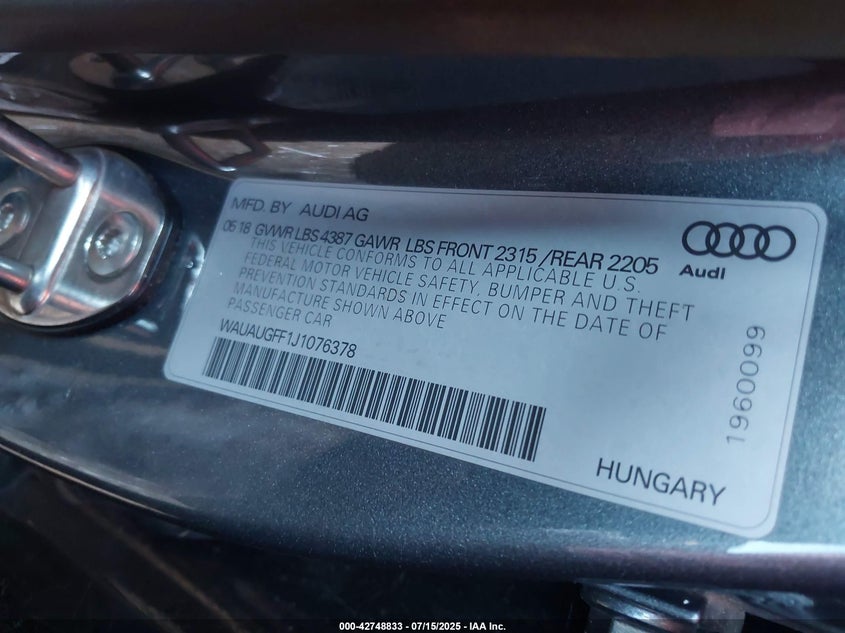 MFD. BY AUDI AG
05 18 GVWR LBS 4387 GAWR LBS FRONT 2315 /REAR 2205
THIS VEHICLE CONFORMS TO ALL APPLICABLE U.S.
FEDERAL MOTOR VEHICLE SAFETY, BUMPER AND THEFT
PREVENTION STANDARDS IN EFFECT ON THE DATE OF
MANUFACTURE SHOWN ABOVE
PASSENGER CAR
WAUAUGFF1J1076378
Audi
1960099
HUNGARY
000-42748833 - 07/15/2025 - IAA Inc.